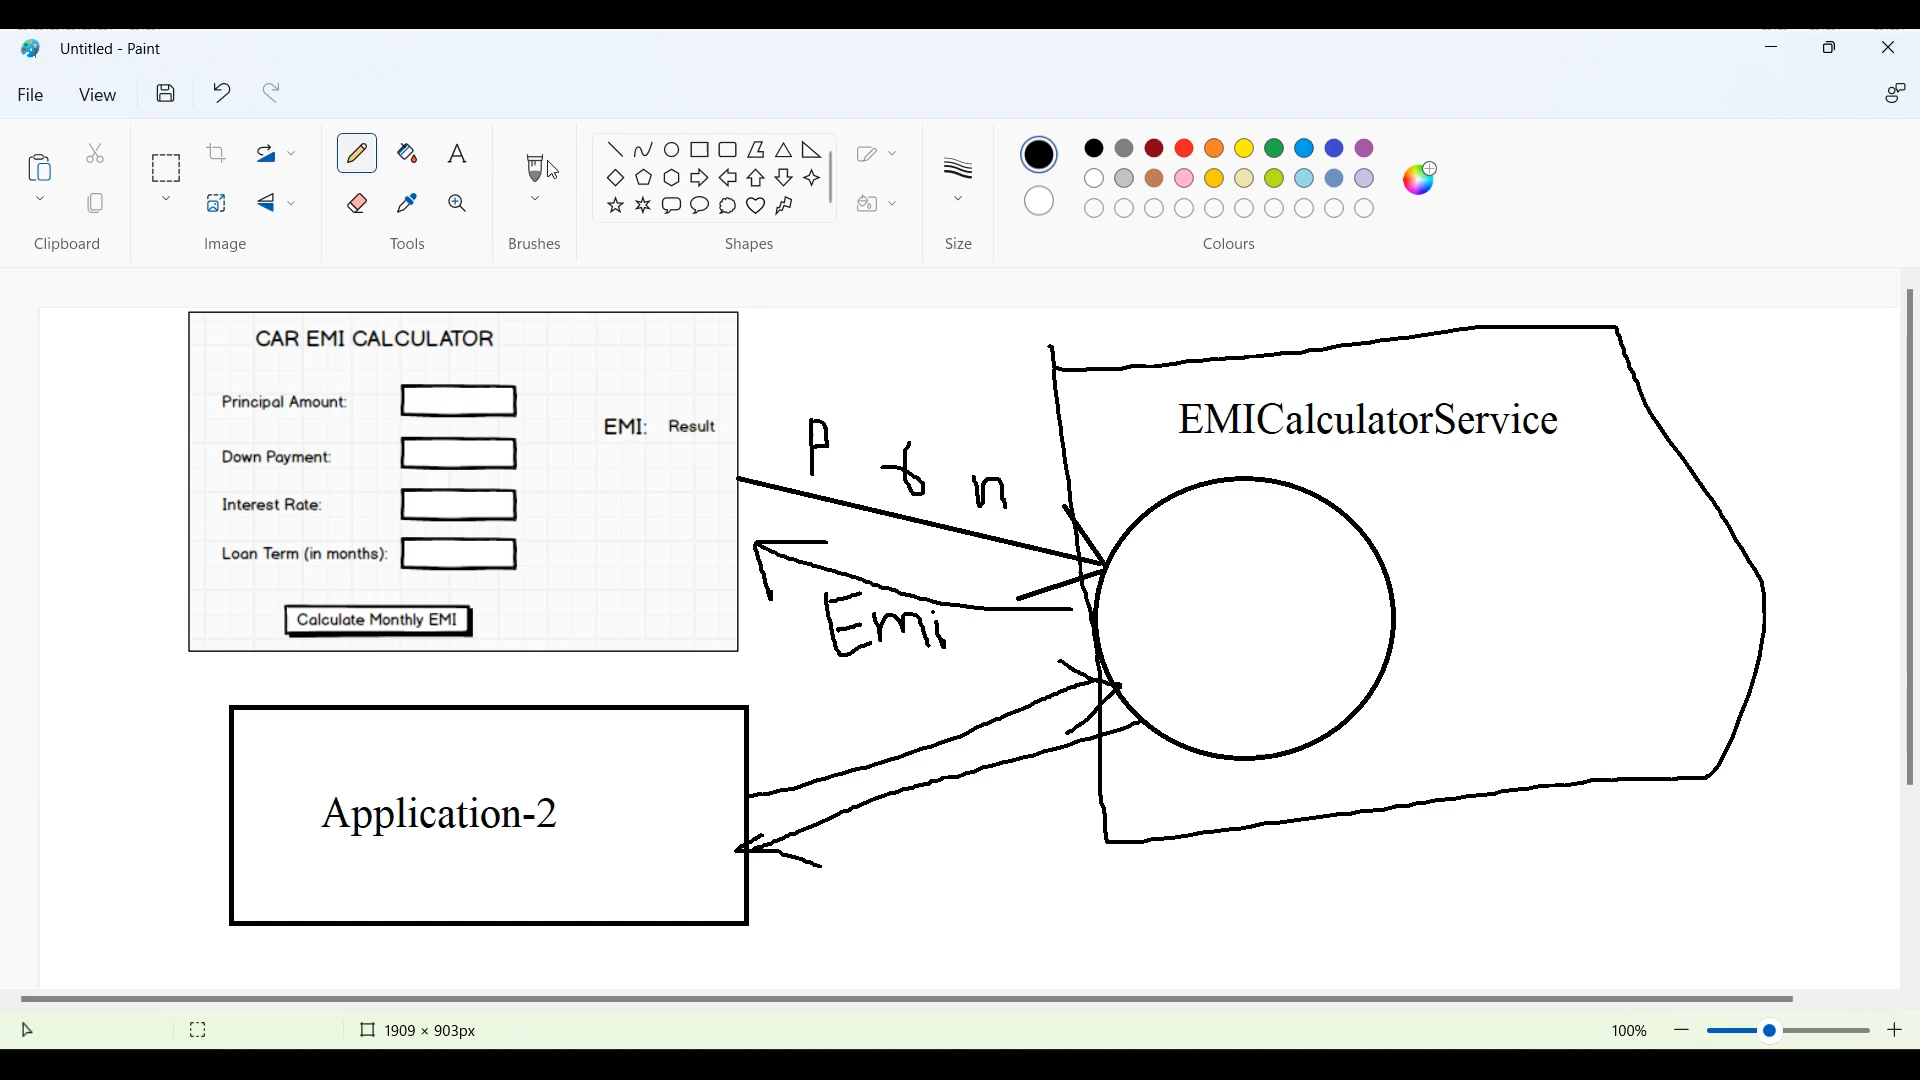 Untitled - Paint
File View
Clipboard Image Tools Brushes Shapes Size Colours
CAR EMI CALCULATOR
Principal Amount:
EMI: Result
Down Payment:
Interest Rate:
Loan Term (in months):
Calculate Monthly EMI
P r n
Emi
EMICalculatorService
Application-2
1909 × 903px
100%